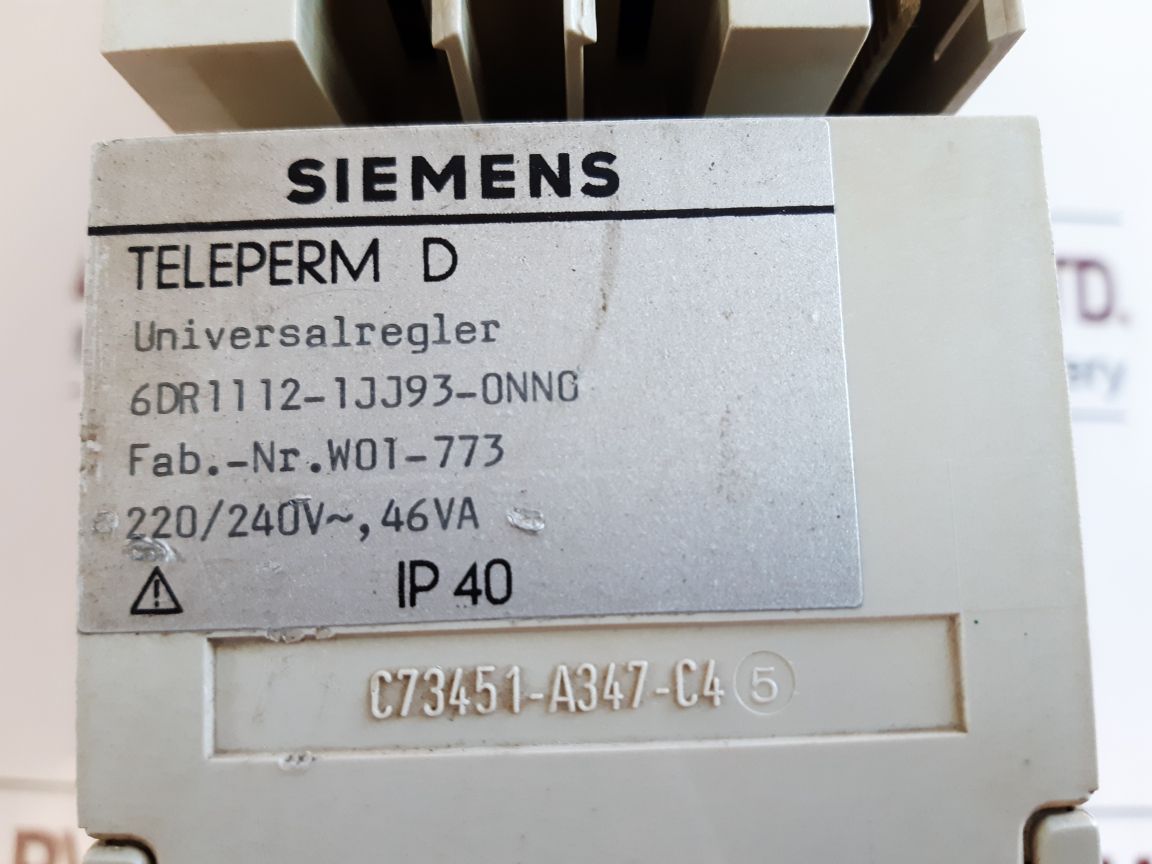 SIEMENS
TELEPERM D
Universalregler
6DR1112-1JJ93-0NN0
Fab.-Nr.W01-773
220/240V~,46VA
IP 40
C73451-A347-C4 5
TD.